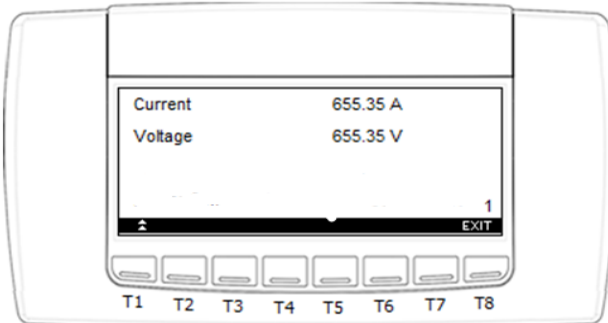 Current 655.35 A
Voltage 655.35 V
1
EXIT
T1 T2 T3 T4 T5 T6 T7 T8